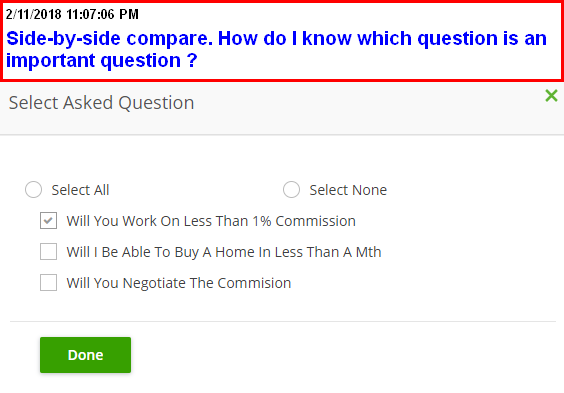 2/11/2018 11:07:06 PM
Side-by-side compare. How do I know which question is an
important question ?
Select Asked Question
Select All
Select None
Will You Work On Less Than 1% Commission
Will I Be Able To Buy A Home In Less Than A Mth
Will You Negotiate The Commision
Done